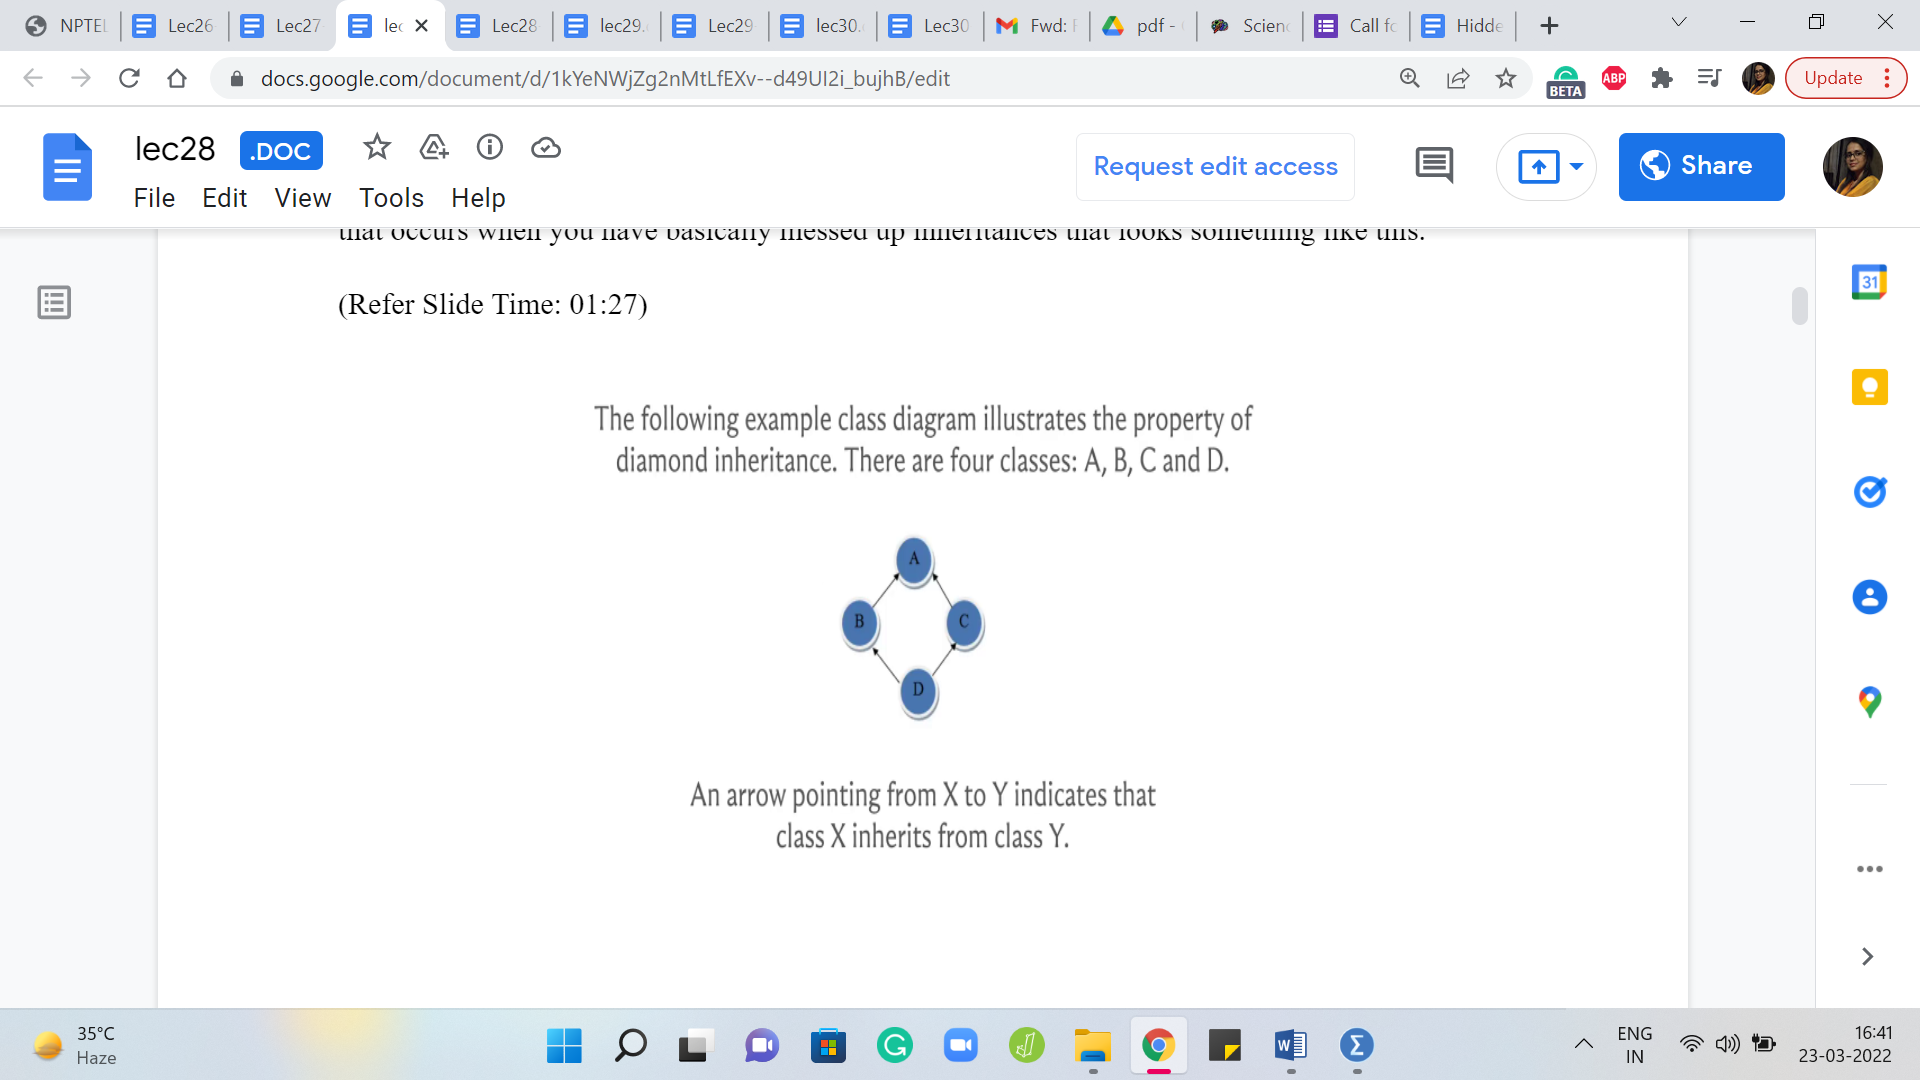 NPTEL
Lec26
Lec27
lec
Lec28
lec29.
Lec29
lec30.
Lec30
Fwd: F
pdf -
Scienc
Call fo
Hidde
docs.google.com/document/d/1kYeNWjZg2nMtLfEXv--d49UI2i_bujhB/edit
BETA
ABP
Update
lec28
.DOC
Request edit access
Share
File Edit View Tools Help
that occurs when you have basically messed up inheritances that looks something like this.
(Refer Slide Time: 01:27)
31
The following example class diagram illustrates the property of
diamond inheritance. There are four classes: A, B, C and D.
A
B
C
D
An arrow pointing from X to Y indicates that
class X inherits from class Y.
35°C
Haze
ENG
IN
16:41
23-03-2022